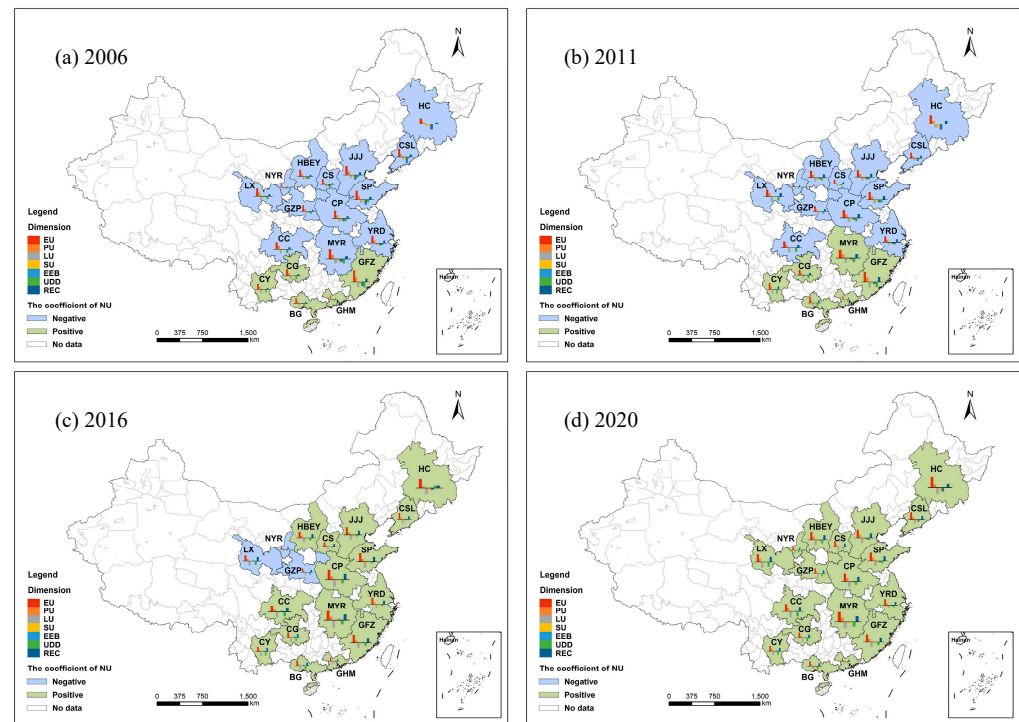 (a) 2006
N
HC
CSL
JJJ
HBEY
NYR
CS
LX
SP
GZP
CP
YRD
CC
MYR
CG
GFZ
CY
BG
GHM
Legend
Dimension
EU
PU
LU
SU
EEB
UDD
REC
The coefficient of NU
Negative
Positive
No data
0 375 750 1,500
km
Hainan
(b) 2011
N
HC
CSL
JJJ
HBEY
NYR
CS
LX
SP
GZP
CP
YRD
CC
MYR
CG
GFZ
CY
BG
GHM
Legend
Dimension
EU
PU
LU
SU
EEB
UDD
REC
The coefficient of NU
Negative
Positive
No data
0 375 750 1,500
km
Hainan
(c) 2016
N
HC
CSL
JJJ
HBEY
NYR
CS
LX
SP
GZP
CP
YRD
CC
MYR
CG
GFZ
CY
BG
GHM
Legend
Dimension
EU
PU
LU
SU
EEB
UDD
REC
The coefficient of NU
Negative
Positive
No data
0 375 750 1,500
km
Hainan
(d) 2020
N
HC
CSL
JJJ
HBEY
NYR
CS
LX
SP
GZP
CP
YRD
CC
MYR
CG
GFZ
CY
BG
GHM
Legend
Dimension
EU
PU
LU
SU
EEB
UDD
REC
The coefficient of NU
Negative
Positive
No data
0 375 750 1,500
km
Hainan